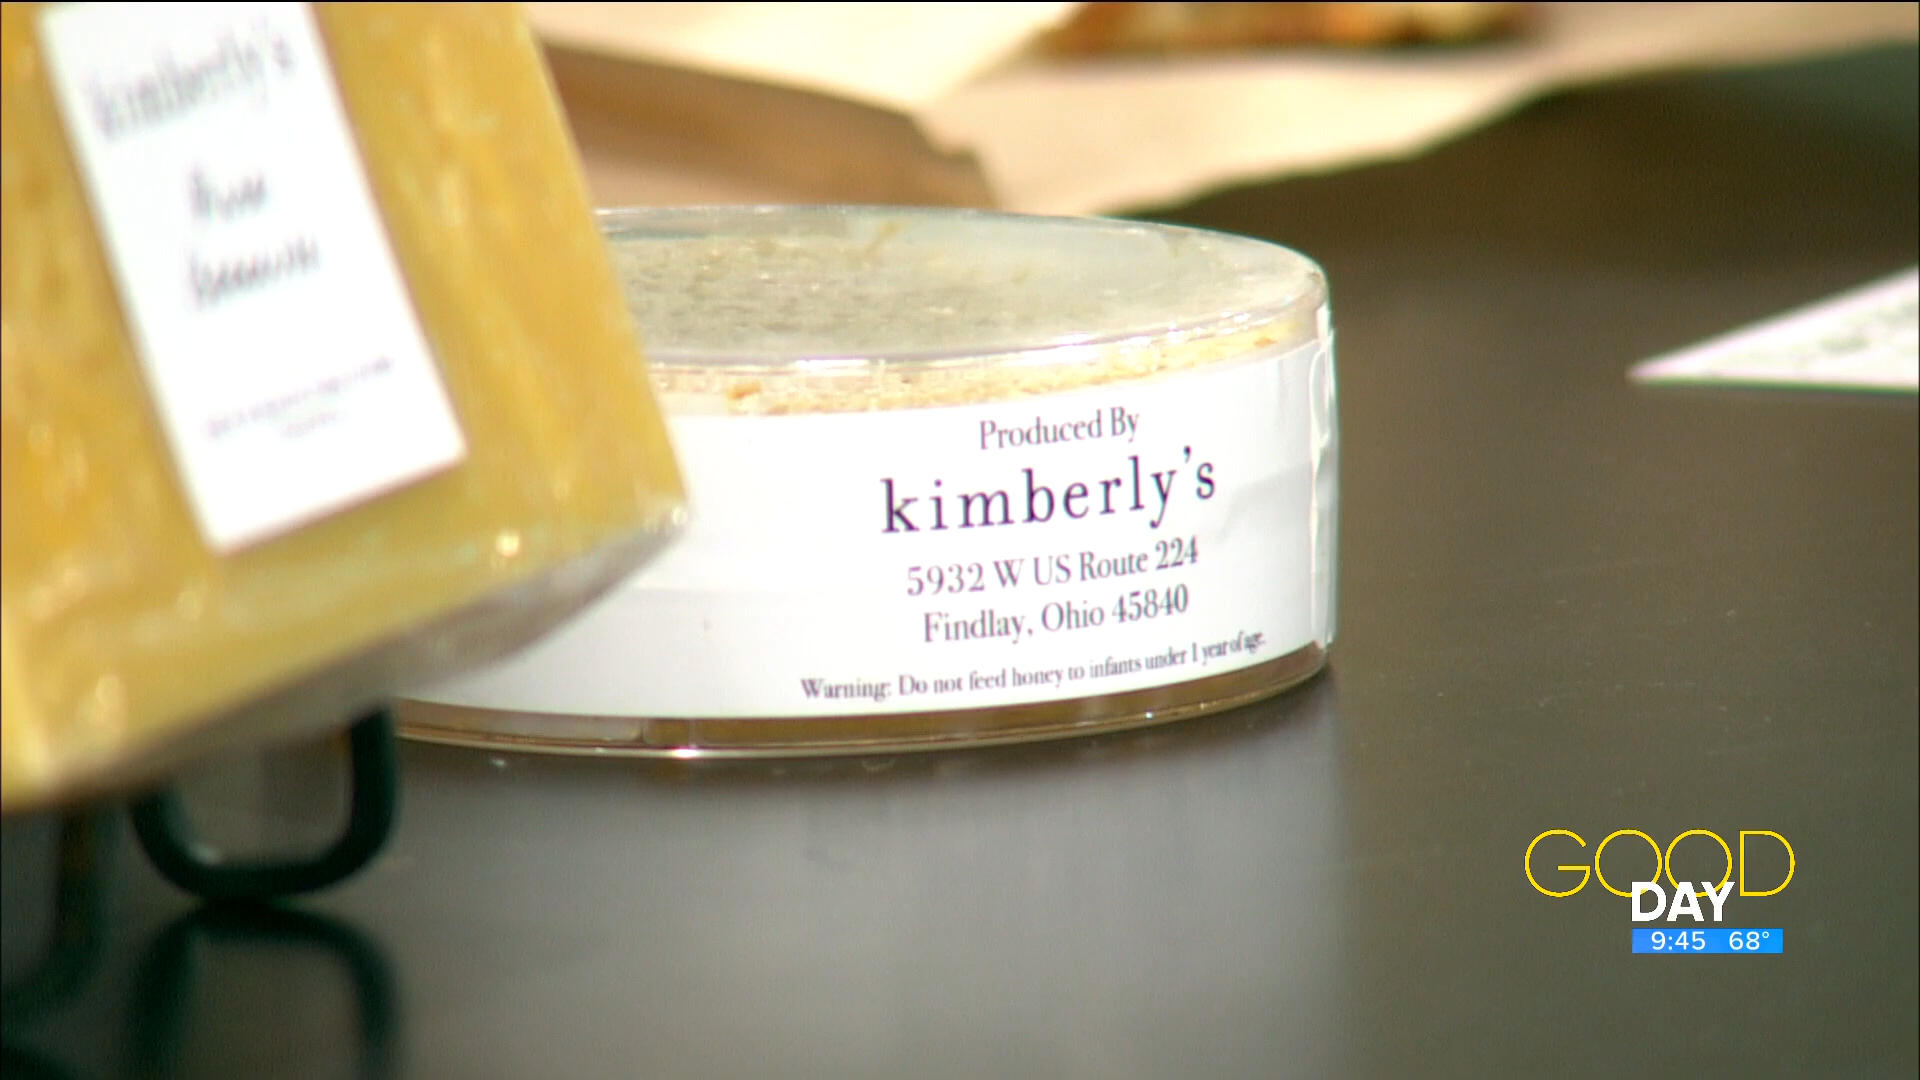 kimberly's
Produced By
kimberly's
5932 W US Route 224
Findlay, Ohio 45840
Warning: Do not feed honey to infants under 1 year of age.
GOOD
DAY
9:45 68°